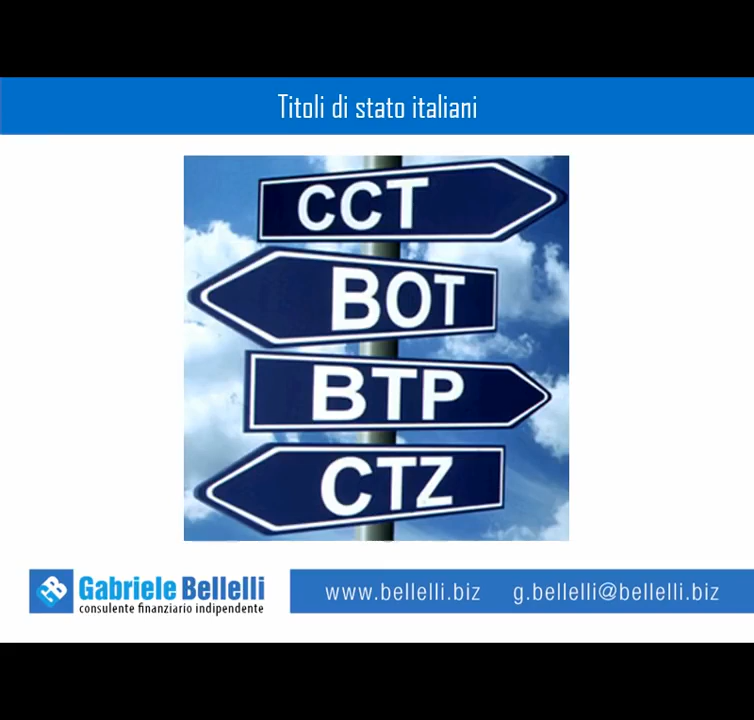 Titoli di stato italiani
CCT
BOT
BTP
CTZ
Gabriele Bellelli
consulente finanziario indipendente
www.bellelli.biz g.bellelli@bellelli.biz